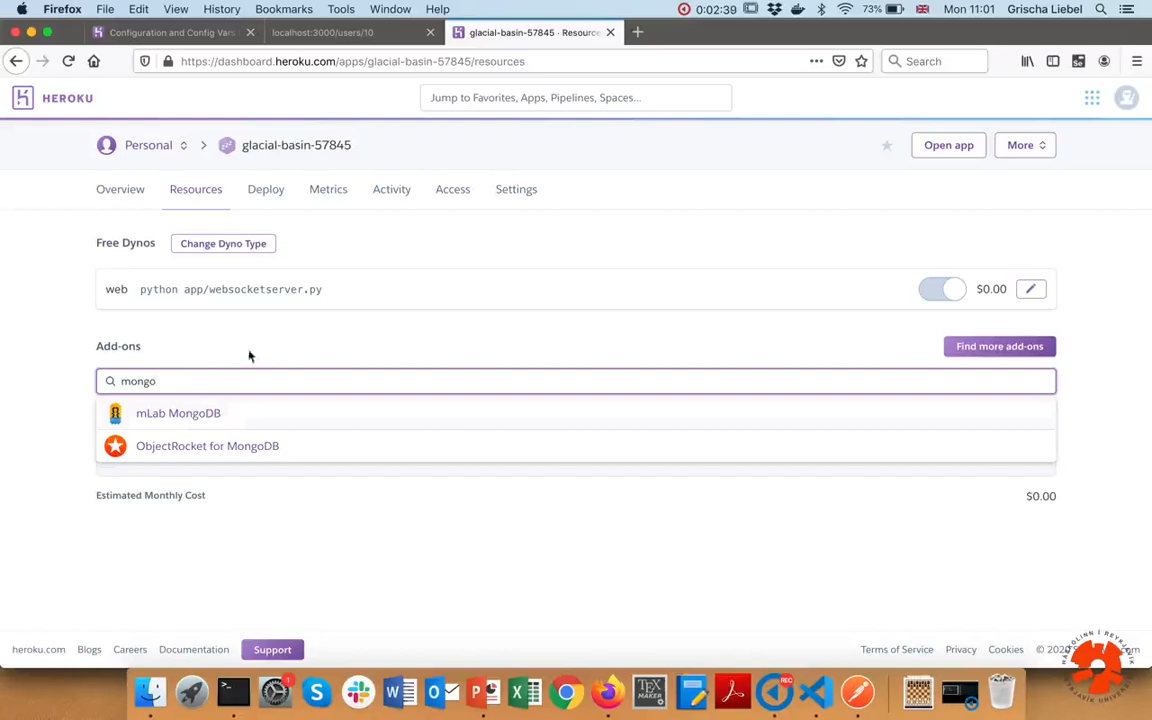 Firefox File Edit View History Bookmarks Tools Window Help 0:02:39 73% Mon 11:01 Grischa Liebel
Configuration and Config Vars localhost:3000/users/10 glacial-basin-57845 · Resource
https://dashboard.heroku.com/apps/glacial-basin-57845/resources Search
HEROKU Jump to Favorites, Apps, Pipelines, Spaces...
Personal glacial-basin-57845 Open app More
Overview Resources Deploy Metrics Activity Access Settings
Free Dynos Change Dyno Type
web python app/websocketserver.py $0.00
Add-ons Find more add-ons
mongo
mLab MongoDB
ObjectRocket for MongoDB
Estimated Monthly Cost $0.00
heroku.com Blogs Careers Documentation Support Terms of Service Privacy Cookies